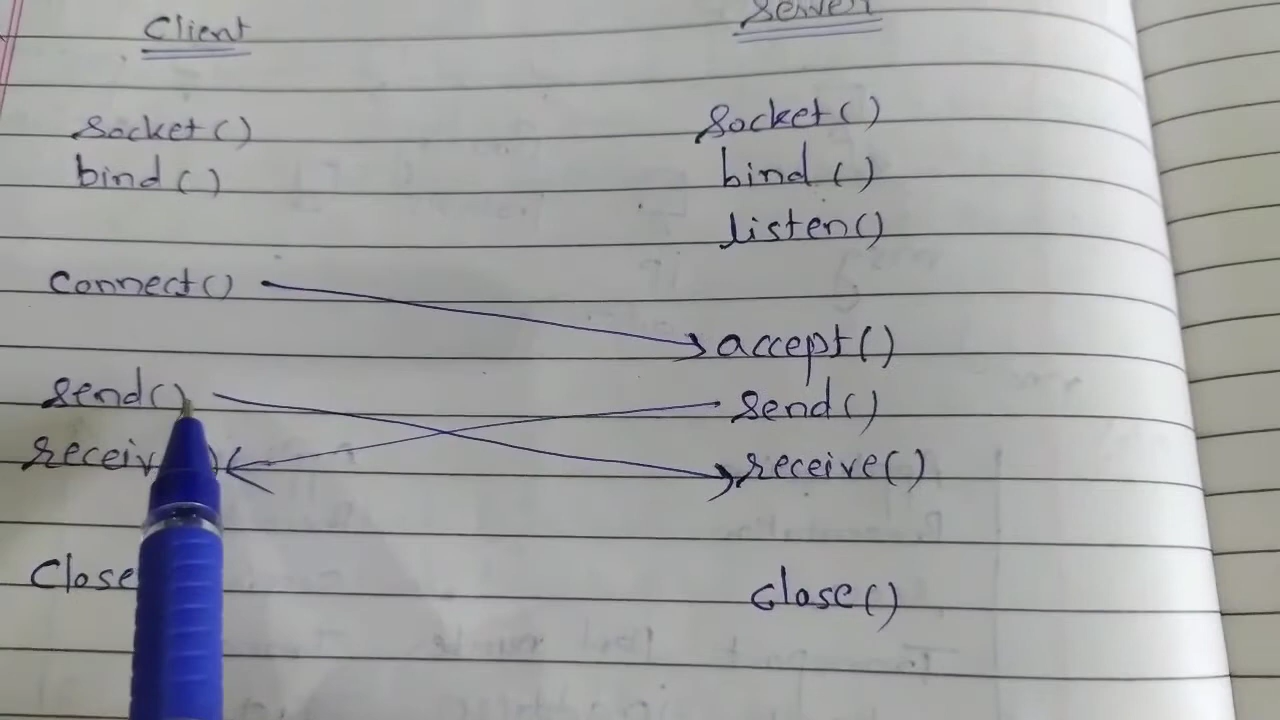 Client Server
Socket() Socket()
bind() bind()
listen()
Connect()
accept()
Send() Send()
receive()
Close close()